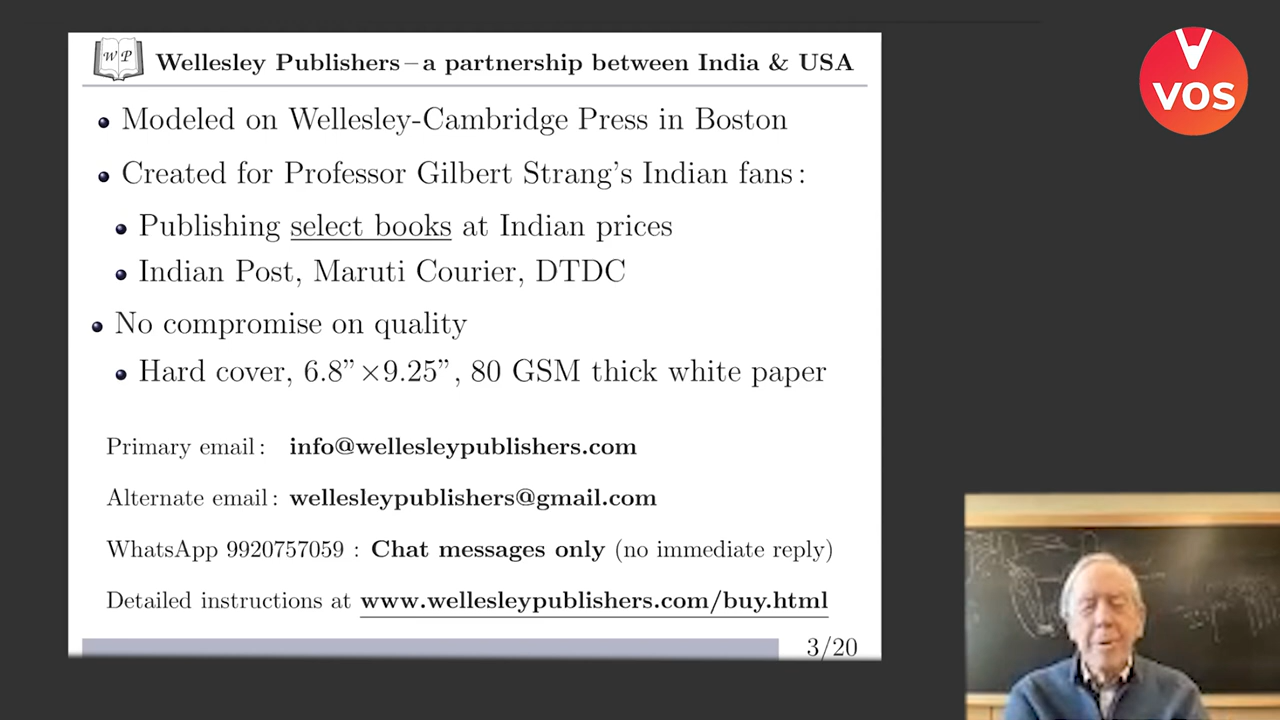 W P
Wellesley Publishers – a partnership between India & USA
VOS
Modeled on Wellesley-Cambridge Press in Boston
Created for Professor Gilbert Strang's Indian fans :
Publishing select books at Indian prices
Indian Post, Maruti Courier, DTDC
No compromise on quality
Hard cover, 6.8”×9.25”, 80 GSM thick white paper
Primary email : info@wellesleypublishers.com
Alternate email : wellesleypublishers@gmail.com
WhatsApp 9920757059 : Chat messages only (no immediate reply)
Detailed instructions at www.wellesleypublishers.com/buy.html
3/20